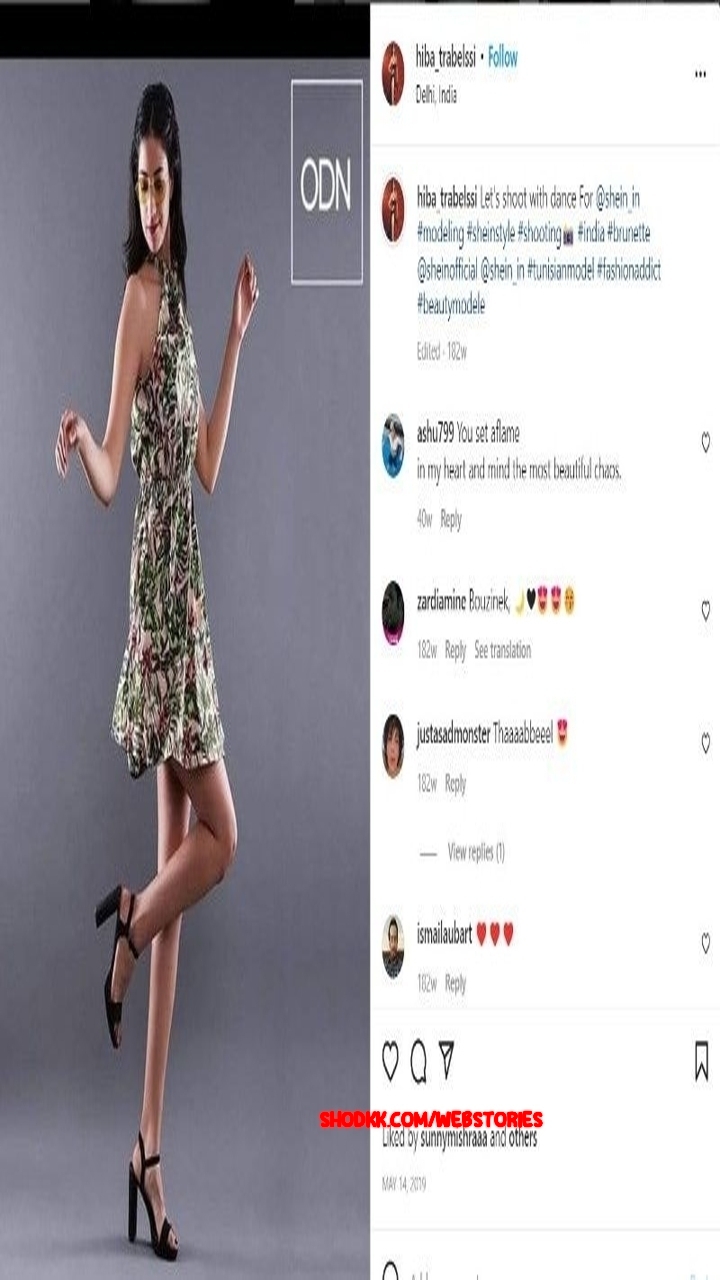 ODN
hiba_trabelssi • Follow
Delhi, India
hiba_trabelssi Let's shoot with dance For @shein_in
#modeling #sheinstyle #shooting📸 #india #brunette
@sheinofficial @shein_in #tunisianmodel #fashionaddict
#beautymodele
Edited · 182w
ashu799 You set aflame
in my heart and mind the most beautiful chaos.
40w Reply
zardiamine Bouzinek, 🌙🖤😍😍😚
182w Reply See translation
justasadmonster Thaaaabbeeel 😍
182w Reply
View replies (1)
ismailaubart ❤️❤️❤️
182w Reply
SHODKK.COM/WEBSTORIES
Liked by sunnymishraaa and others
MAY 14, 2019